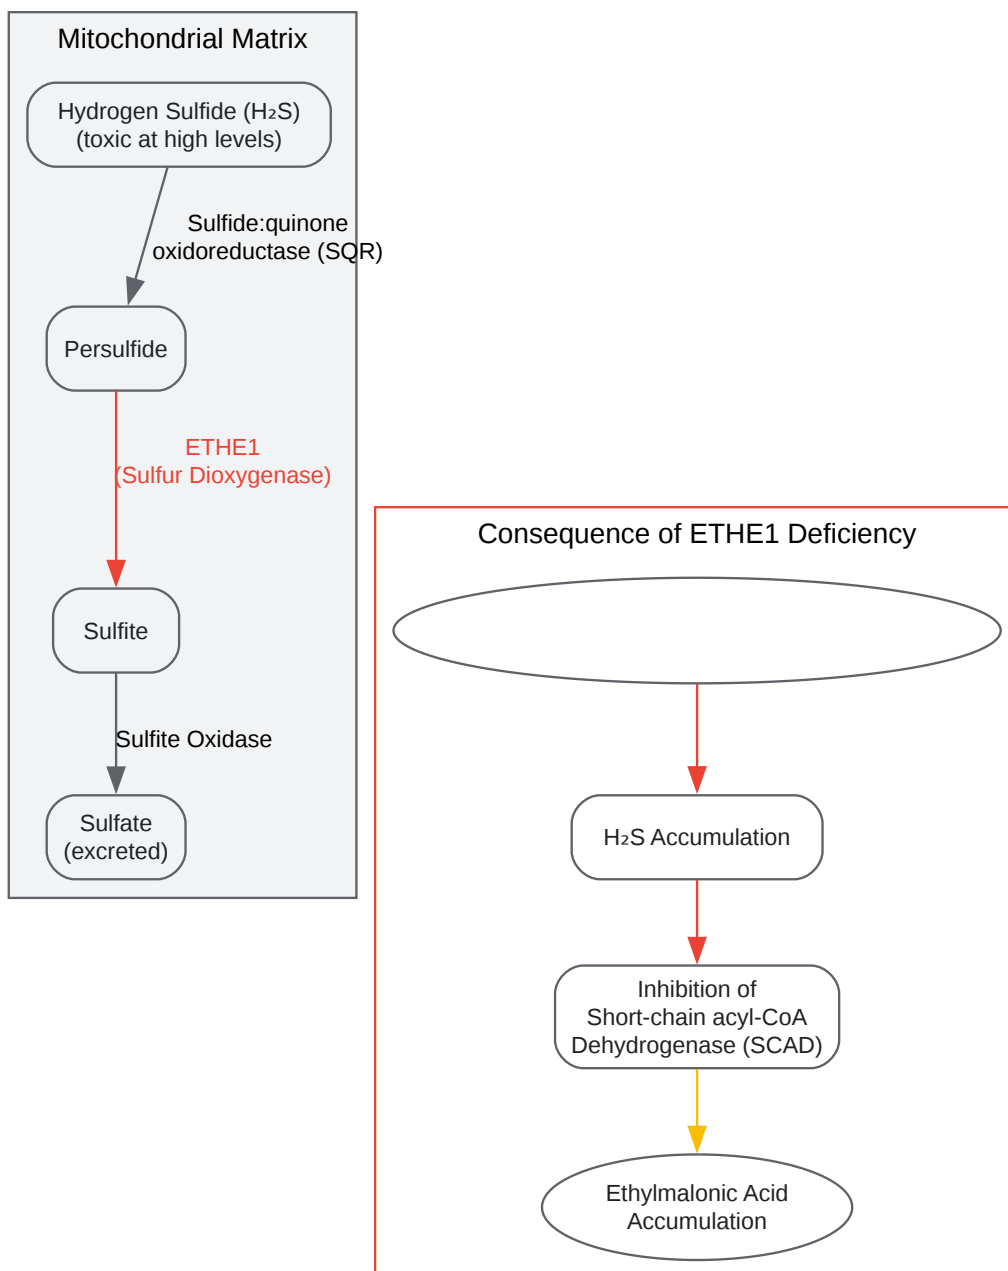 Mitochondrial Matrix
Hydrogen Sulfide (H₂S)
(toxic at high levels)
Sulfide:quinone
oxidoreductase (SQR)
Persulfide
ETHE1
(Sulfur Dioxygenase)
Sulfite
Sulfite Oxidase
Sulfate
(excreted)
Consequence of ETHE1 Deficiency
H₂S Accumulation
Inhibition of
Short-chain acyl-CoA
Dehydrogenase (SCAD)
Ethylmalonic Acid
Accumulation